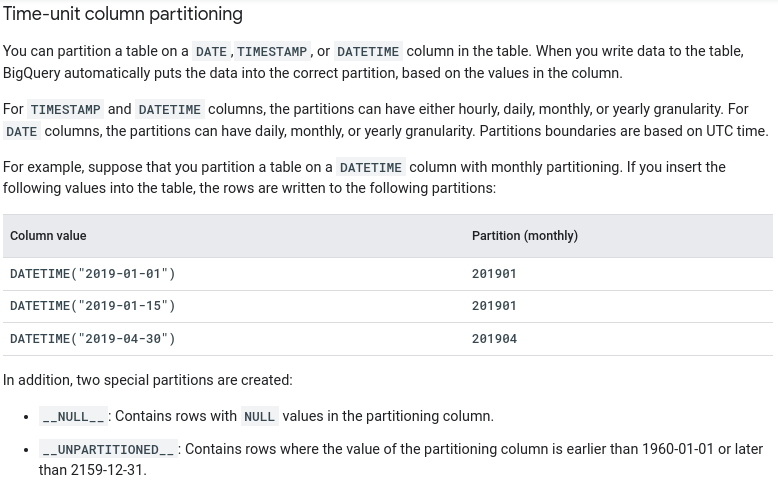 Time-unit column partitioning
You can partition a table on a DATE, TIMESTAMP, or DATETIME column in the table. When you write data to the table,
BigQuery automatically puts the data into the correct partition, based on the values in the column.
For TIMESTAMP and DATETIME columns, the partitions can have either hourly, daily, monthly, or yearly granularity. For
DATE columns, the partitions can have daily, monthly, or yearly granularity. Partitions boundaries are based on UTC time.
For example, suppose that you partition a table on a DATETIME column with monthly partitioning. If you insert the
following values into the table, the rows are written to the following partitions:
Column value Partition (monthly)
DATETIME("2019-01-01") 201901
DATETIME("2019-01-15") 201901
DATETIME("2019-04-30") 201904
In addition, two special partitions are created:
• __NULL__: Contains rows with NULL values in the partitioning column.
• __UNPARTITIONED__: Contains rows where the value of the partitioning column is earlier than 1960-01-01 or later
than 2159-12-31.